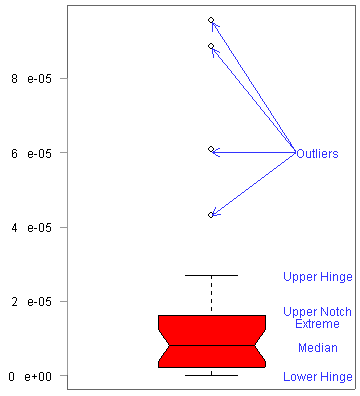 8 e-05
6 e-05
Outliers
4 e-05
Upper Hinge
2 e-05
Upper Notch
Extreme
Median
0 e+00
Lower Hinge